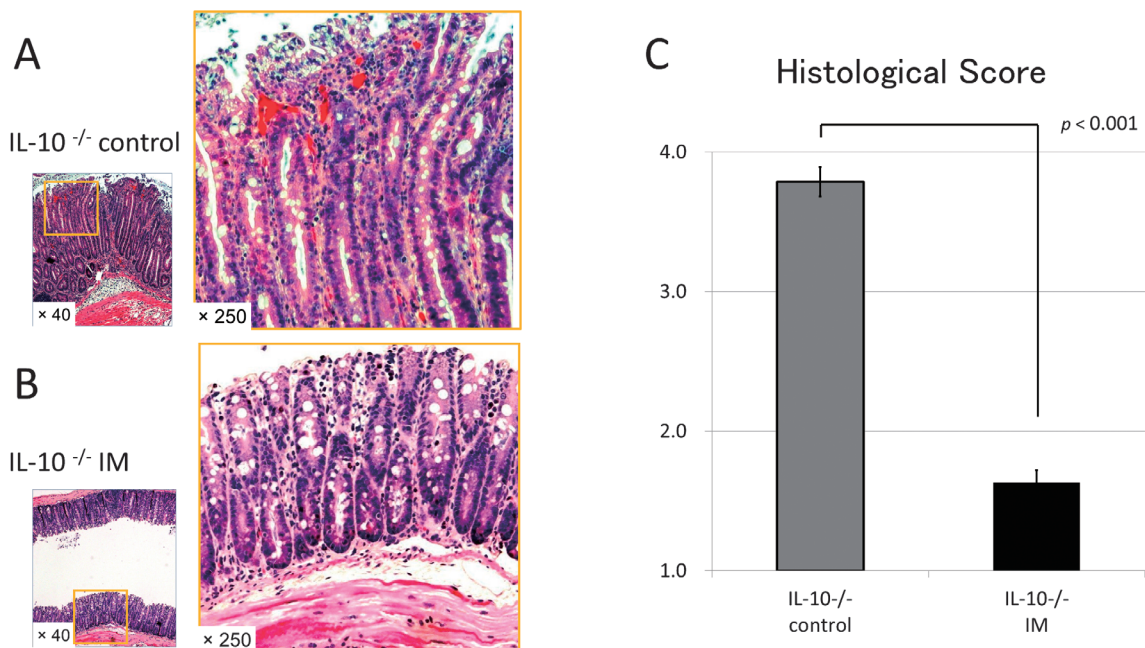 A
IL-10 -/- control
× 40
× 250
B
IL-10 -/- IM
× 40
× 250
C
Histological Score
p < 0.001
4.0
3.0
2.0
1.0
IL-10-/-
control
IL-10-/-
IM